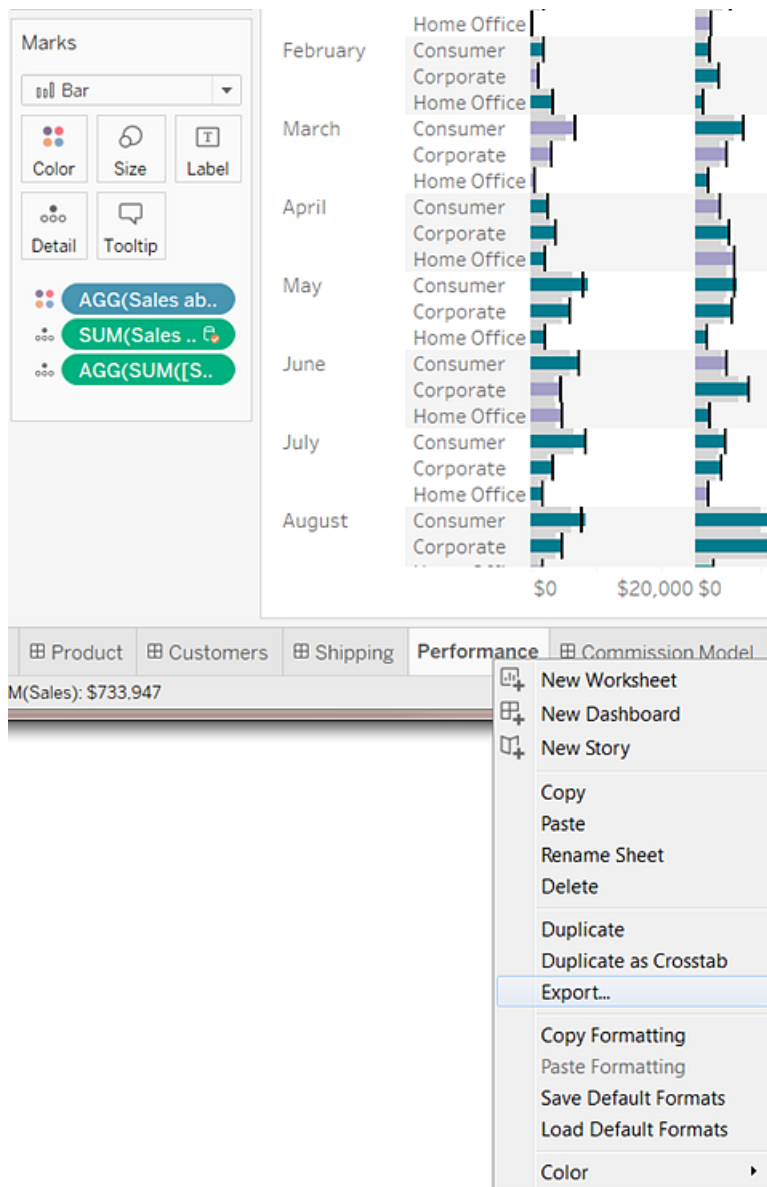 Marks
Bar
Color
Size
Label
Detail
Tooltip
AGG(Sales ab..
SUM(Sales ..
AGG(SUM([S..
Home Office
February
Consumer
Corporate
Home Office
March
Consumer
Corporate
Home Office
April
Consumer
Corporate
Home Office
May
Consumer
Corporate
Home Office
June
Consumer
Corporate
Home Office
July
Consumer
Corporate
Home Office
August
Consumer
Corporate
$0 $20,000 $0
Product Customers Shipping Performance Commission Model
M(Sales): $733,947
New Worksheet
New Dashboard
New Story
Copy
Paste
Rename Sheet
Delete
Duplicate
Duplicate as Crosstab
Export...
Copy Formatting
Paste Formatting
Save Default Formats
Load Default Formats
Color